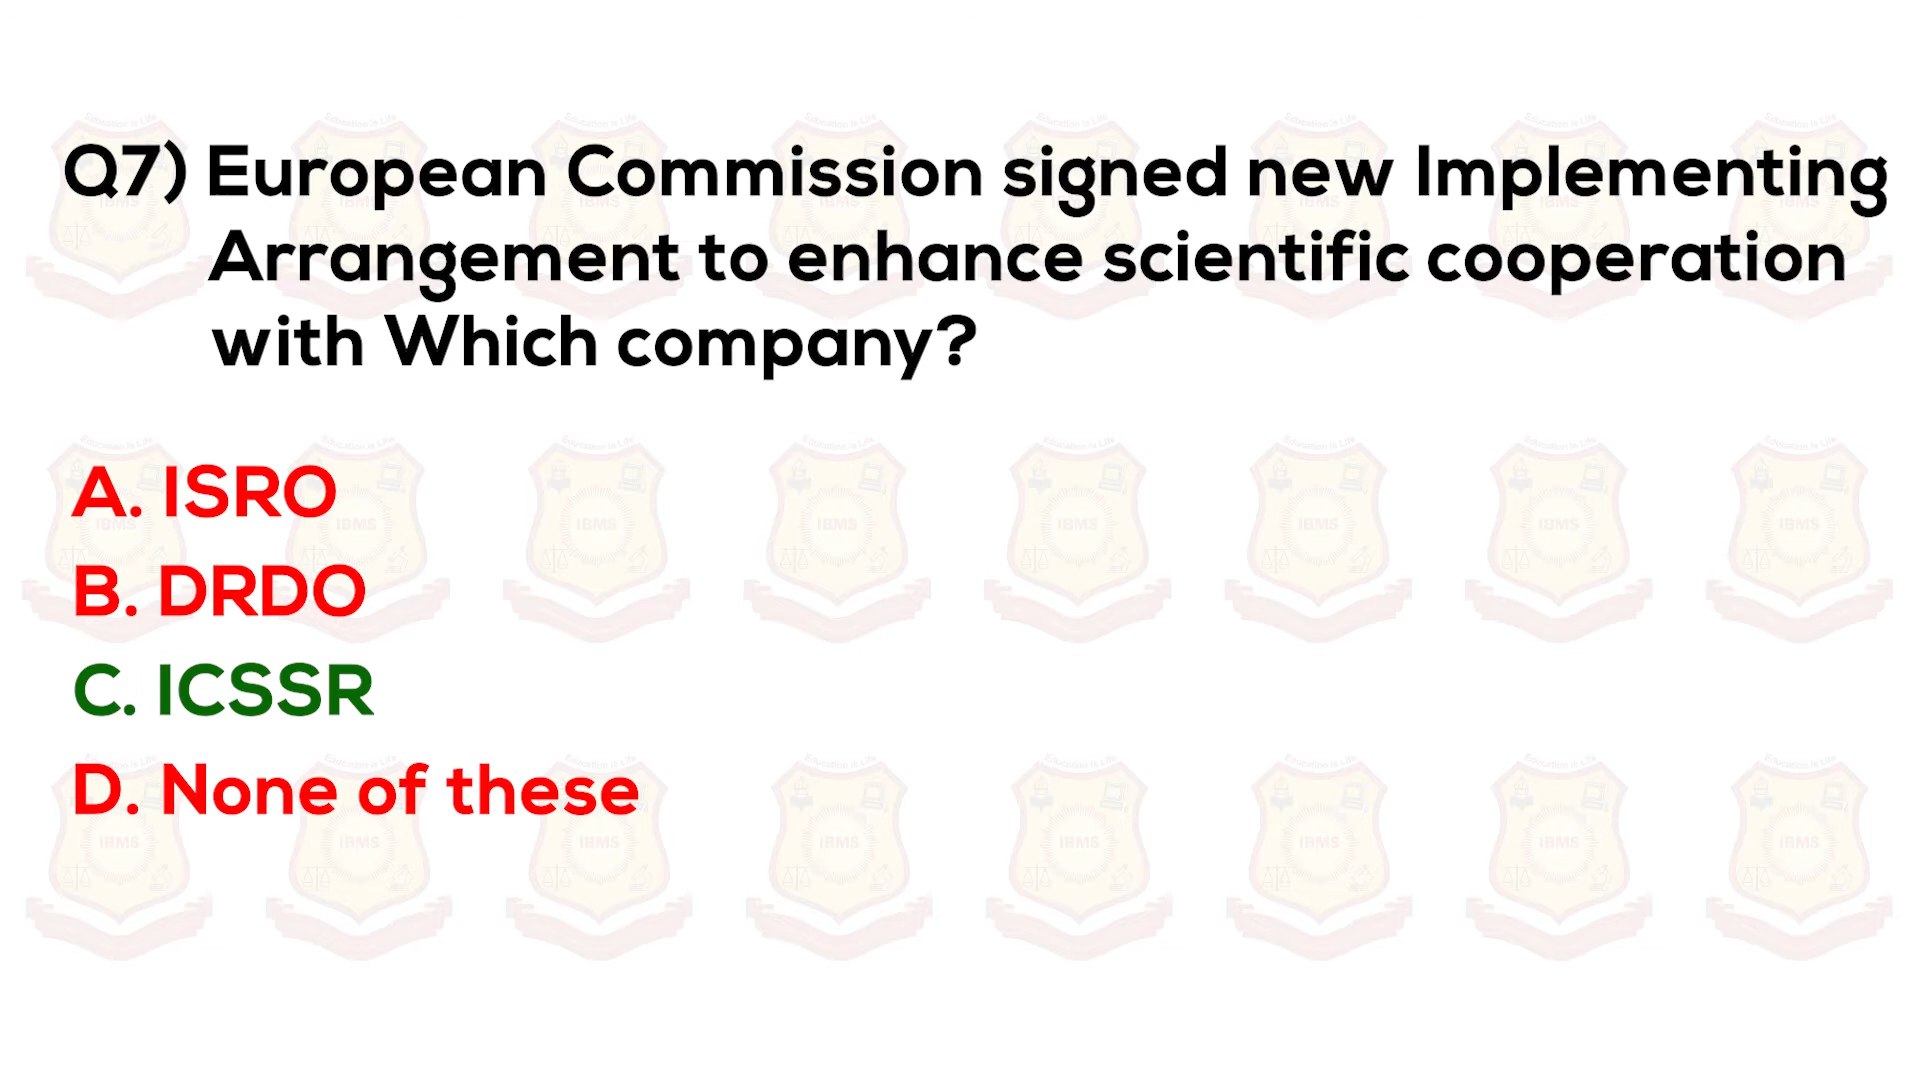 Q7) European Commission signed new Implementing
Arrangement to enhance scientific cooperation
with Which company?
A. ISRO
B. DRDO
C. ICSSR
D. None of these